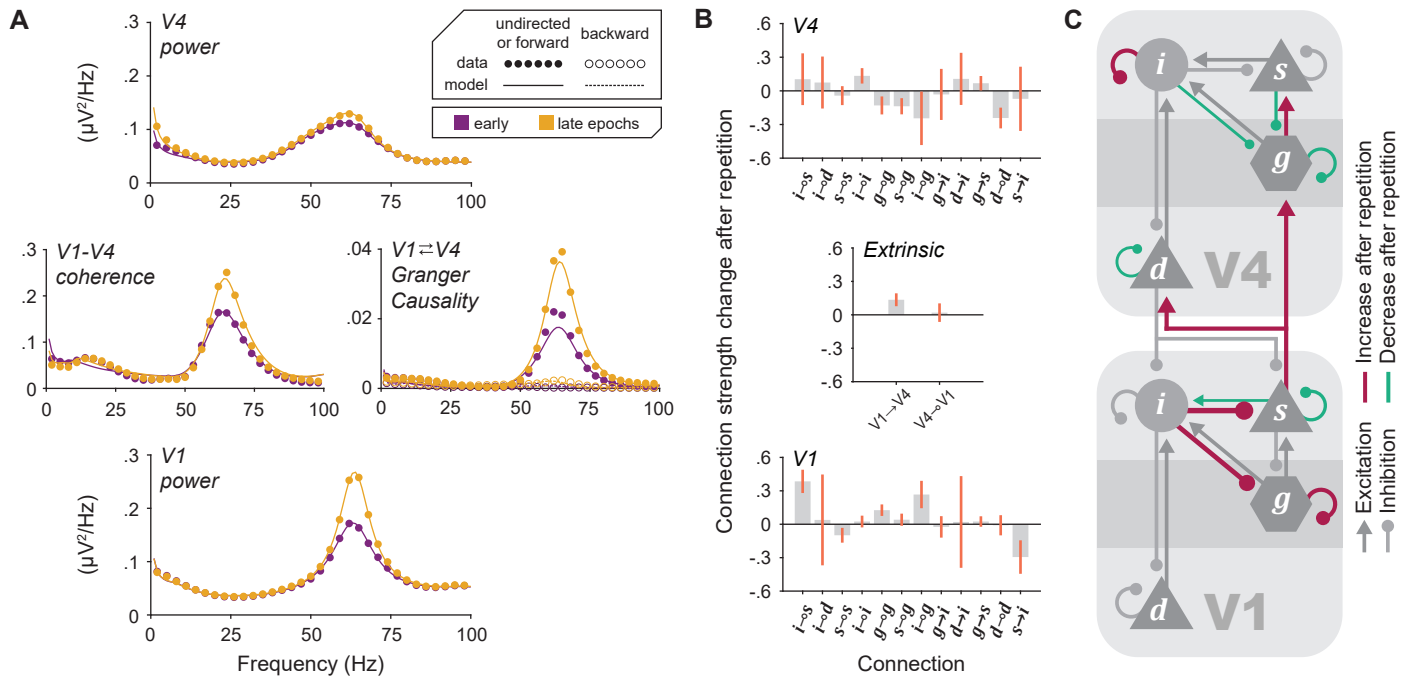 A
V4
power
(µV²/Hz)
.3
.2
.1
0
0
25
50
75
100
undirected
or forward
backward
data
model
early
late epochs
V1-V4
coherence
.3
.2
.1
0
0
25
50
75
100
V1⇄V4
Granger
Causality
.04
.02
0
0
25
50
75
100
V1
power
(µV²/Hz)
.3
.2
.1
0
0
25
50
75
100
Frequency (Hz)
B
Connection strength change after repetition
V4
.6
.3
0
-.3
-.6
i⊸s
i⊸d
s⊸s
i⊸i
g⊸g
s⊸g
i⊸g
g→i
d→i
g→s
d⊸d
s→i
Extrinsic
.6
.3
0
-.3
-.6
V1→V4
V4⊸V1
V1
.6
.3
0
-.3
-.6
i⊸s
i⊸d
s⊸s
i⊸i
g⊸g
s⊸g
i⊸g
g→i
d→i
g→s
d⊸d
s→i
Connection
C
i
s
g
d
V4
i
s
g
d
V1
Increase after repetition
Decrease after repetition
Excitation
Inhibition